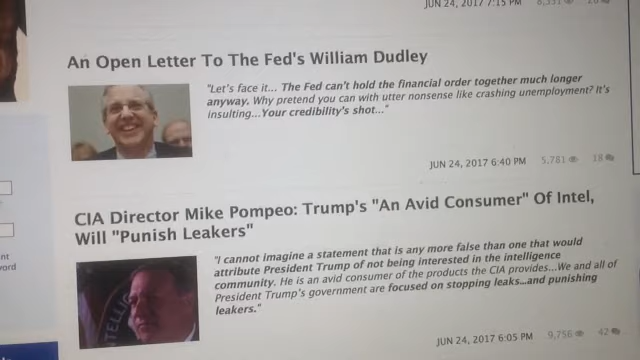 JUN 24, 2017 7:15 PM
An Open Letter To The Fed's William Dudley
"Let's face it... The Fed can't hold the financial order together much longer
anyway. Why pretend you can with utter nonsense like crashing unemployment? It's
insulting...Your credibility's shot..."
JUN 24, 2017 6:40 PM 5,781 18
CIA Director Mike Pompeo: Trump's "An Avid Consumer" Of Intel,
Will "Punish Leakers"
"I cannot imagine a statement that is any more false than one that would
attribute President Trump of not being interested in the intelligence
community. He is an avid consumer of the products the CIA provides...We and all of
President Trump's government are focused on stopping leaks...and punishing
leakers."
TELLIG
JUN 24, 2017 6:05 PM 9,756 42